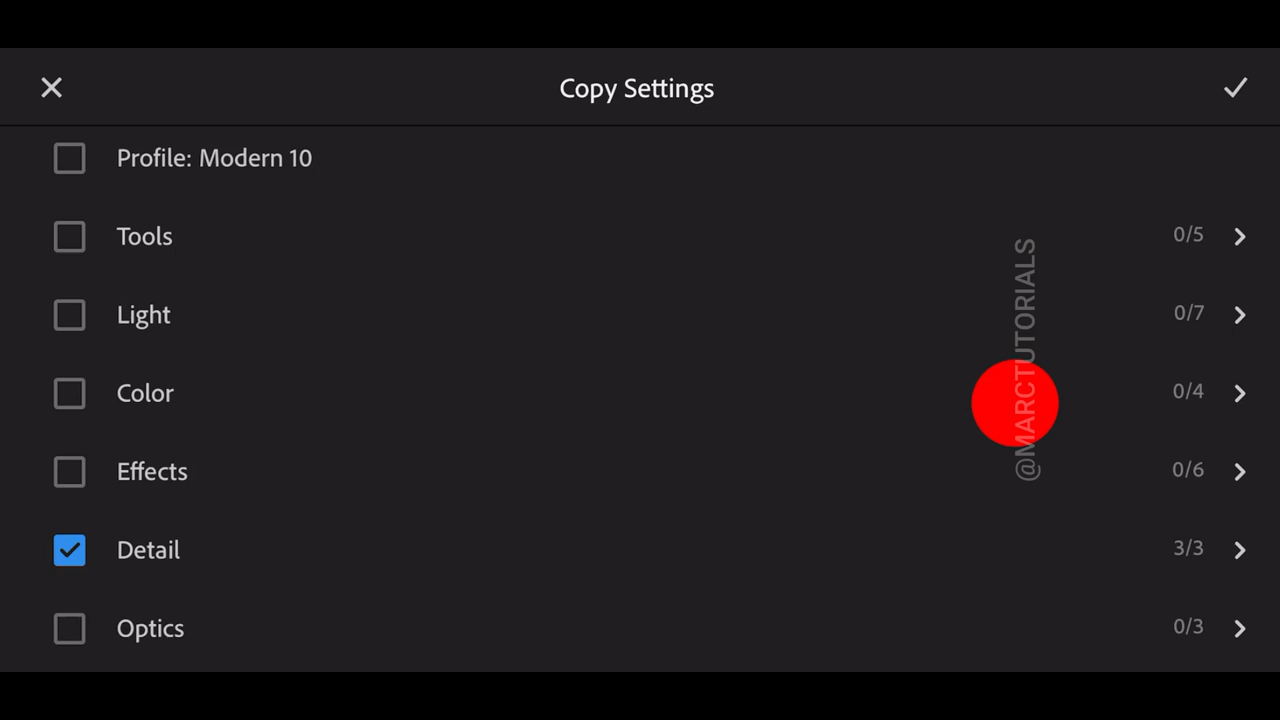 Copy Settings
Profile: Modern 10
Tools 0/5
Light 0/7
Color 0/4
Effects 0/6
Detail 3/3
Optics 0/3
@MARCTUTORIALS